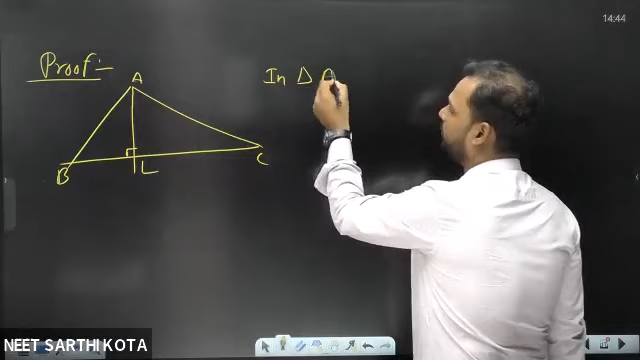 14:44
Proof :-
In Δ A
A
B
L
C
NEET SARTHI KOTA